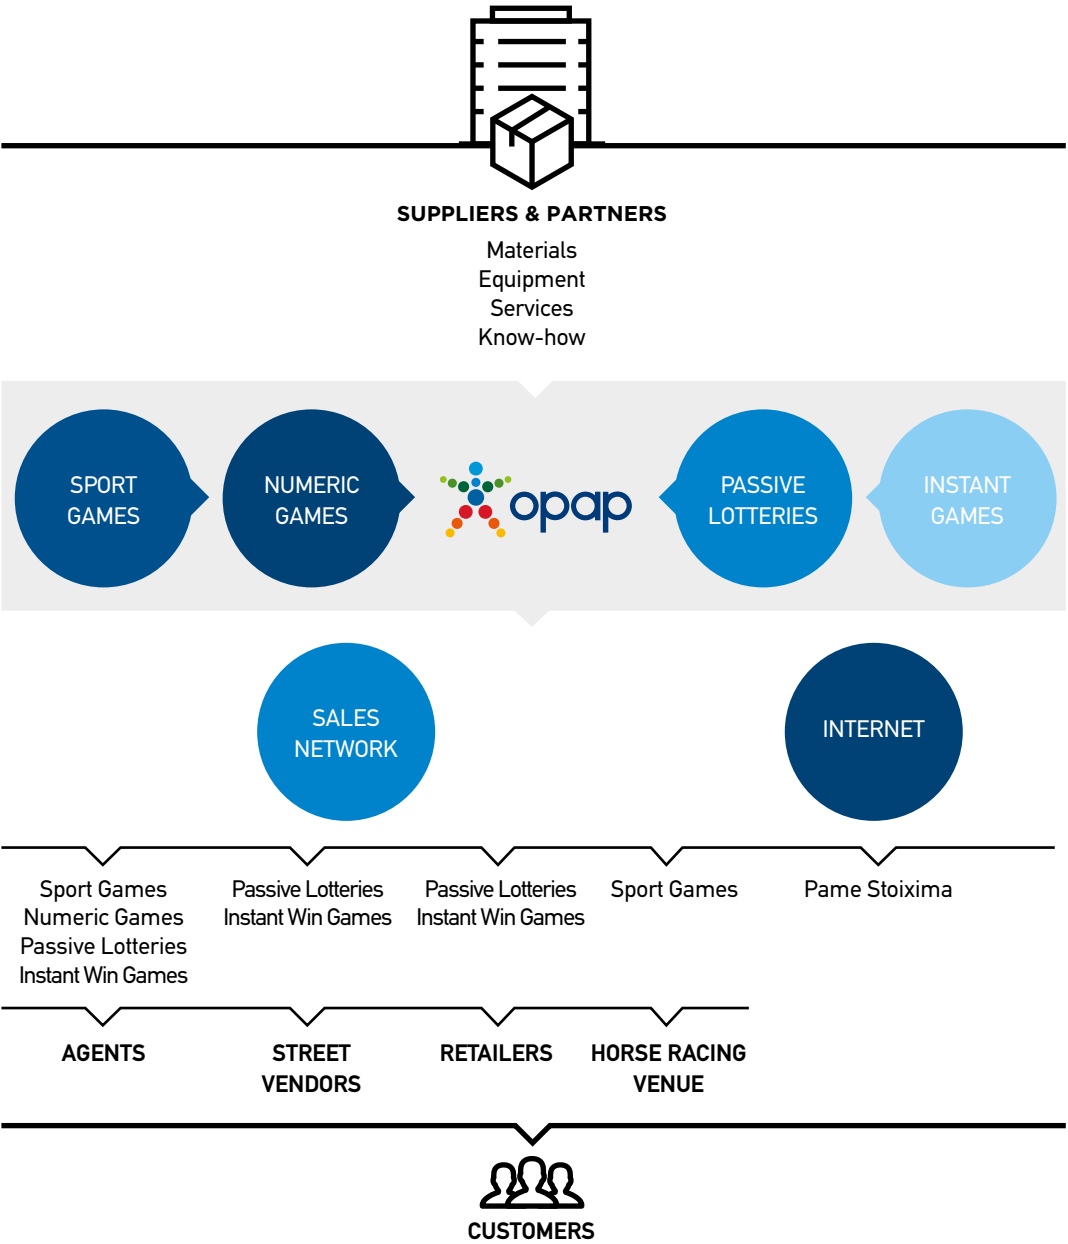 SUPPLIERS & PARTNERS
Materials
Equipment
Services
Know-how
SPORT
GAMES
NUMERIC
GAMES
opap
PASSIVE
LOTTERIES
INSTANT
GAMES
SALES
NETWORK
INTERNET
Sport Games
Numeric Games
Passive Lotteries
Instant Win Games
Passive Lotteries
Instant Win Games
Passive Lotteries
Instant Win Games
Sport Games
Pame Stoixima
AGENTS
STREET
VENDORS
RETAILERS
HORSE RACING
VENUE
CUSTOMERS